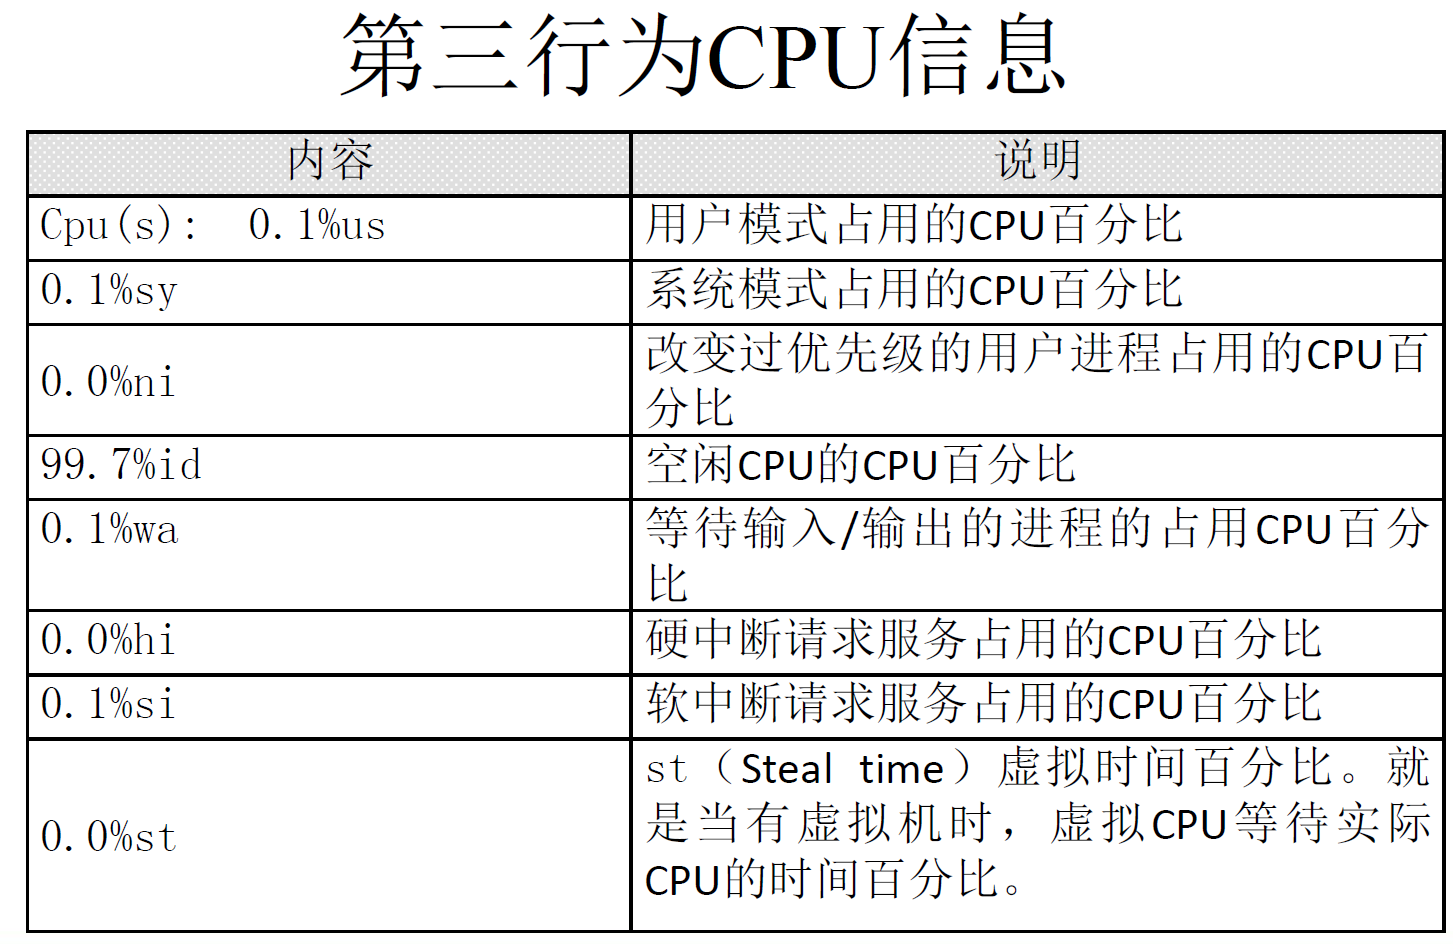 第三行为CPU信息
内容
说明
Cpu(s): 0.1%us
用户模式占用的CPU百分比
0.1%sy
系统模式占用的CPU百分比
0.0%ni
改变过优先级的用户进程占用的CPU百
分比
99.7%id
空闲CPU的CPU百分比
0.1%wa
等待输入/输出的进程的占用CPU百分
比
0.0%hi
硬中断请求服务占用的CPU百分比
0.1%si
软中断请求服务占用的CPU百分比
0.0%st
st（Steal time）虚拟时间百分比。就
是当有虚拟机时，虚拟CPU等待实际
CPU的时间百分比。